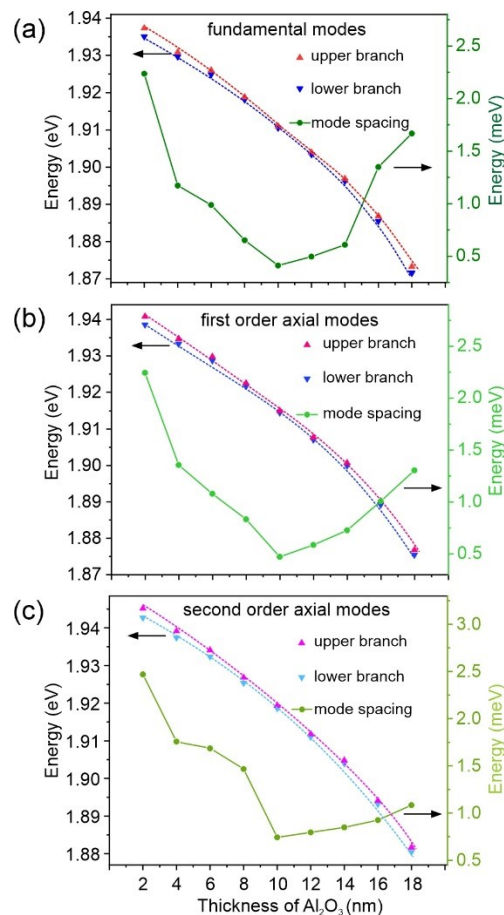 (a)
fundamental modes
upper branch
lower branch
mode spacing
Energy (eV)
1.94
1.93
1.92
1.91
1.90
1.89
1.88
1.87
Energy (meV)
2.5
2.0
1.5
1.0
0.5
(b)
first order axial modes
upper branch
lower branch
mode spacing
Energy (eV)
1.94
1.93
1.92
1.91
1.90
1.89
1.88
1.87
Energy (meV)
2.5
2.0
1.5
1.0
0.5
(c)
second order axial modes
upper branch
lower branch
mode spacing
Energy (eV)
1.94
1.93
1.92
1.91
1.90
1.89
1.88
Energy (meV)
3.0
2.5
2.0
1.5
1.0
0.5
2 4 6 8 10 12 14 16 18
Thickness of Al₂O₃ (nm)